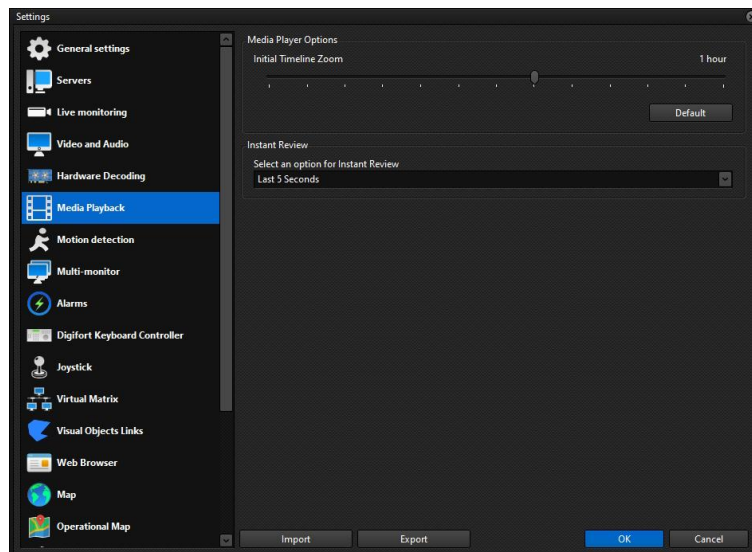 Settings
General settings
Servers
Live monitoring
Video and Audio
Hardware Decoding
Media Playback
Motion detection
Multi-monitor
Alarms
Digifort Keyboard Controller
Joystick
Virtual Matrix
Visual Objects Links
Web Browser
Map
Operational Map
Media Player Options
Initial Timeline Zoom 1 hour
Default
Instant Review
Select an option for Instant Review
Last 5 Seconds
Import Export OK Cancel